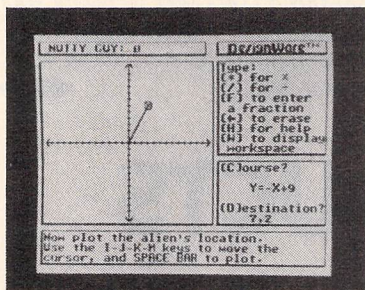 NUTTY GUY: 0
DesignWare™
Type:
(*) for ×
(/) for ÷
(F) to enter
a fraction
(←) to erase
(H) for help
(W) to display
workspace
(C)ourse?
Y=-X+9
(D)estination?
7,2
Now plot the alien's location.
Use the I-J-K-M keys to move the
cursor, and SPACE BAR to plot.